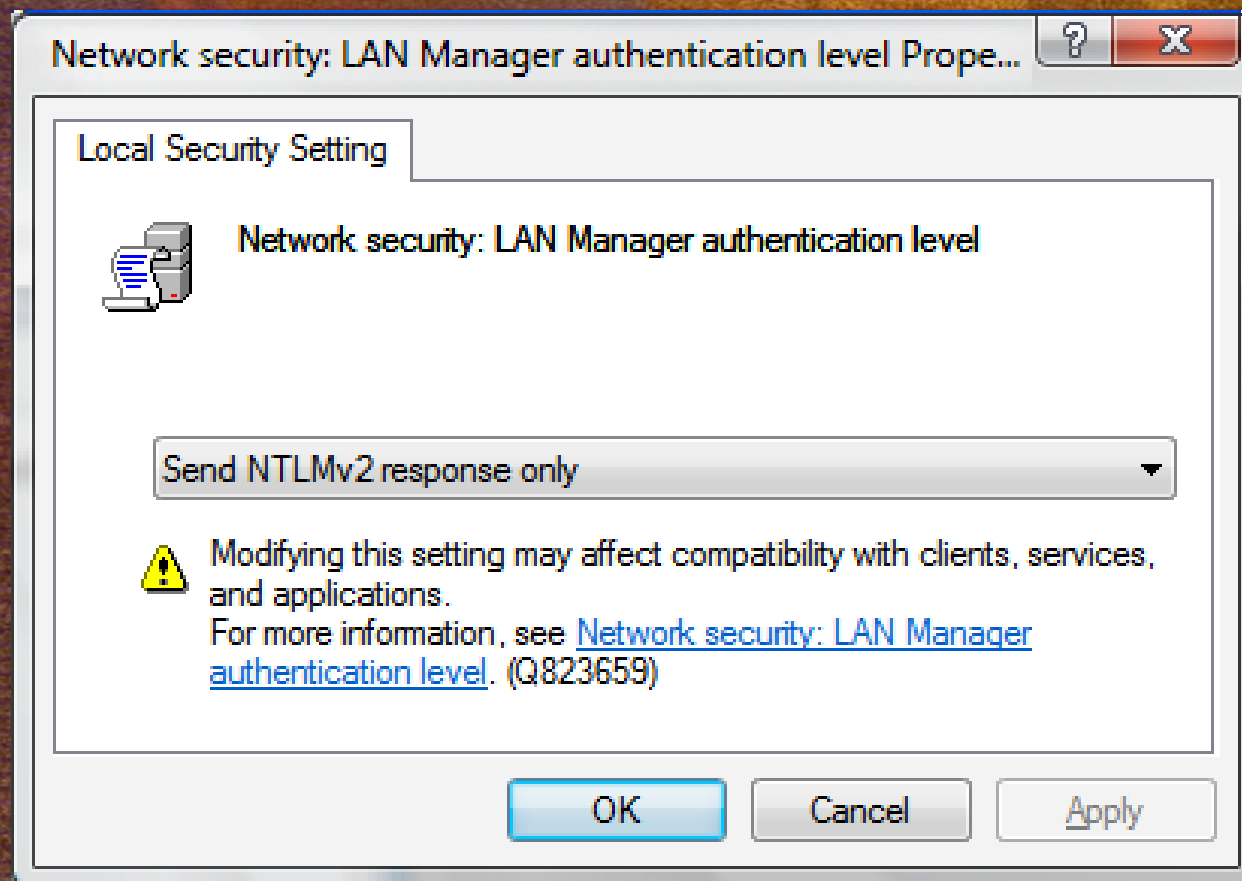 Network security: LAN Manager authentication level Prope...
?
Local Security Setting
Network security: LAN Manager authentication level
Send NTLMv2 response only
Modifying this setting may affect compatibility with clients, services,
and applications.
For more information, see Network security: LAN Manager
authentication level. (Q823659)
OK
Cancel
Apply